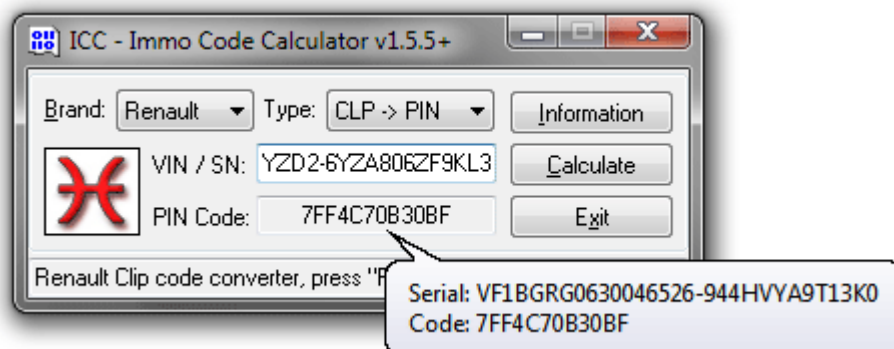 ICC - Immo Code Calculator v1.5.5+
Brand: Renault Type: CLP -> PIN Information
VIN / SN: YZD2-6YZA806ZF9KL3 Calculate
PIN Code: 7FF4C70B30BF Exit
Renault Clip code converter, press "
Serial: VF1BGRG0630046526-944HVYA9T13K0
Code: 7FF4C70B30BF